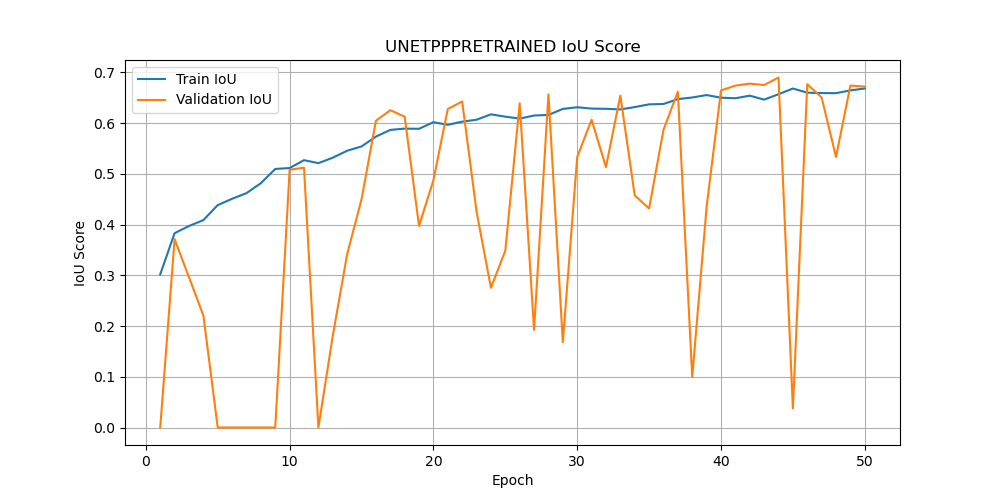 UNETPPPRETRAINED IoU Score
Train IoU
Validation IoU
IoU Score
0.7
0.6
0.5
0.4
0.3
0.2
0.1
0.0
0 10 20 30 40 50
Epoch